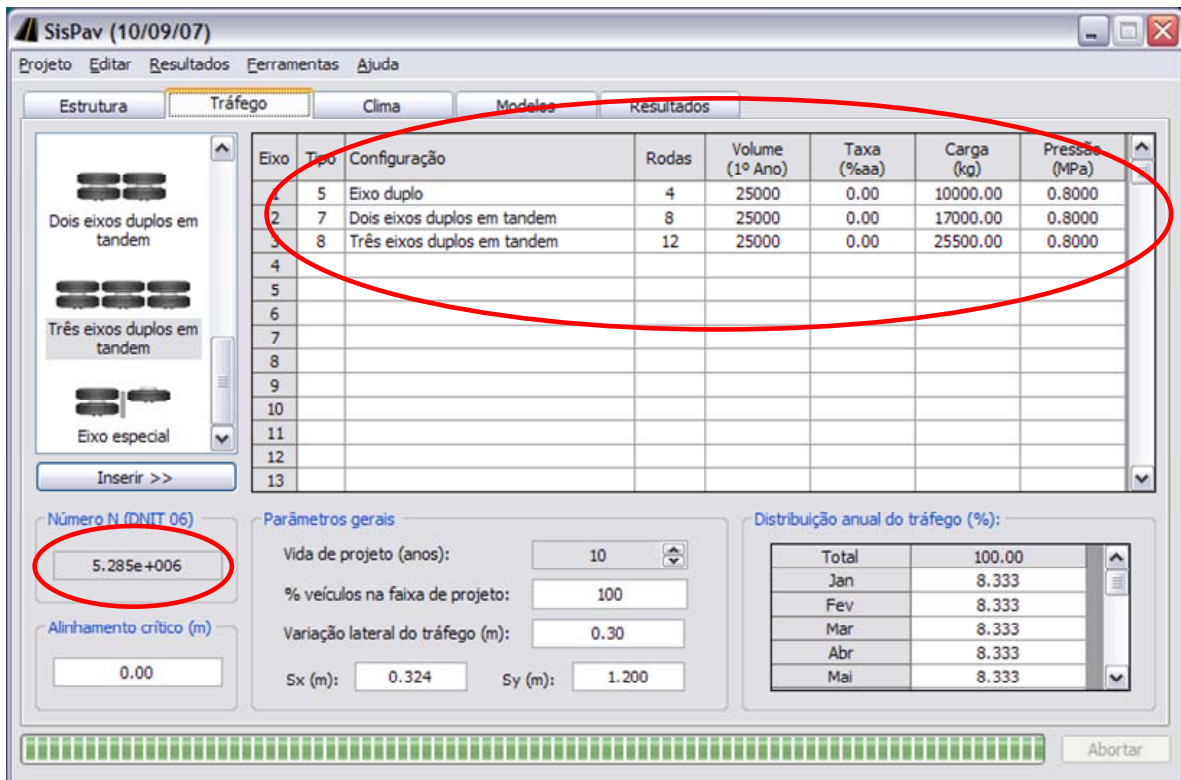 SisPav (10/09/07)
Projeto Editar Resultados Ferramentas Ajuda
Estrutura Tráfego Clima Modelos Resultados
Dois eixos duplos em
tandem
Três eixos duplos em
tandem
Eixo especial
Inserir >>
Eixo Tipo Configuração Rodas Volume (1º Ano) Taxa (%aa) Carga (kg) Pressão (MPa)
1 5 Eixo duplo 4 25000 0.00 10000.00 0.8000
2 7 Dois eixos duplos em tandem 8 25000 0.00 17000.00 0.8000
3 8 Três eixos duplos em tandem 12 25000 0.00 25500.00 0.8000
4
5
6
7
8
9
10
11
12
13
Número N (DNIT 06)
5.285e+006
Alinhamento crítico (m)
0.00
Parâmetros gerais
Vida de projeto (anos): 10
% veículos na faixa de projeto: 100
Variação lateral do tráfego (m): 0.30
Sx (m): 0.324 Sy (m): 1.200
Distribuição anual do tráfego (%):
Total 100.00
Jan 8.333
Fev 8.333
Mar 8.333
Abr 8.333
Mai 8.333
Abortar